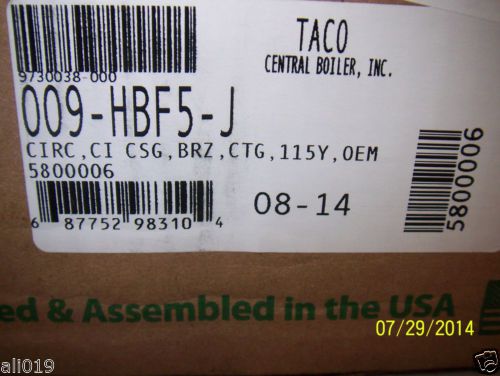 TACO
CENTRAL BOILER, INC.
9730038-000
009-HBF5-J
CIRC,CI CSG,BRZ,CTG,115Y,OEM
5800006
6 87752 98310 4
08-14
5800006
ed & Assembled in the USA
07/29/2014
ali019